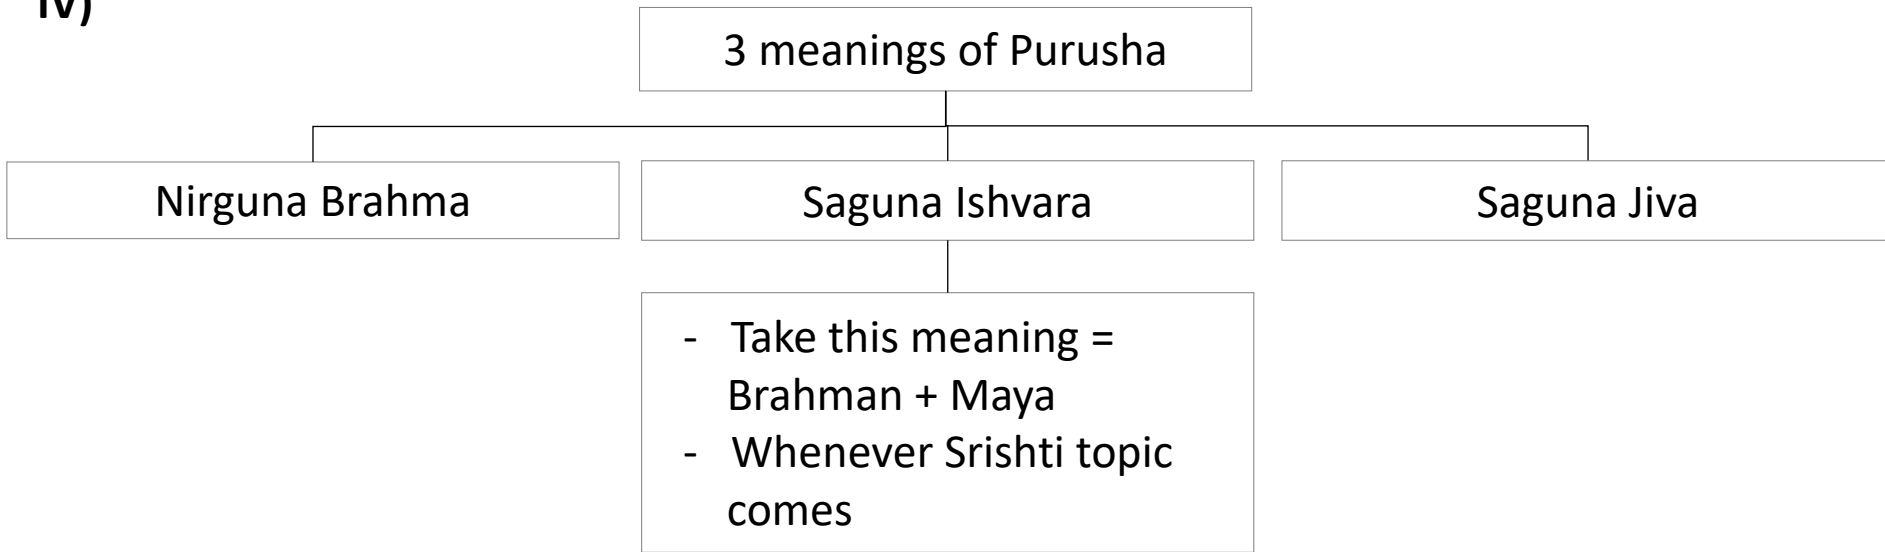 iv)
3 meanings of Purusha
Nirguna Brahma
Saguna Ishvara
Saguna Jiva
- Take this meaning =
Brahman + Maya
- Whenever Srishti topic
comes